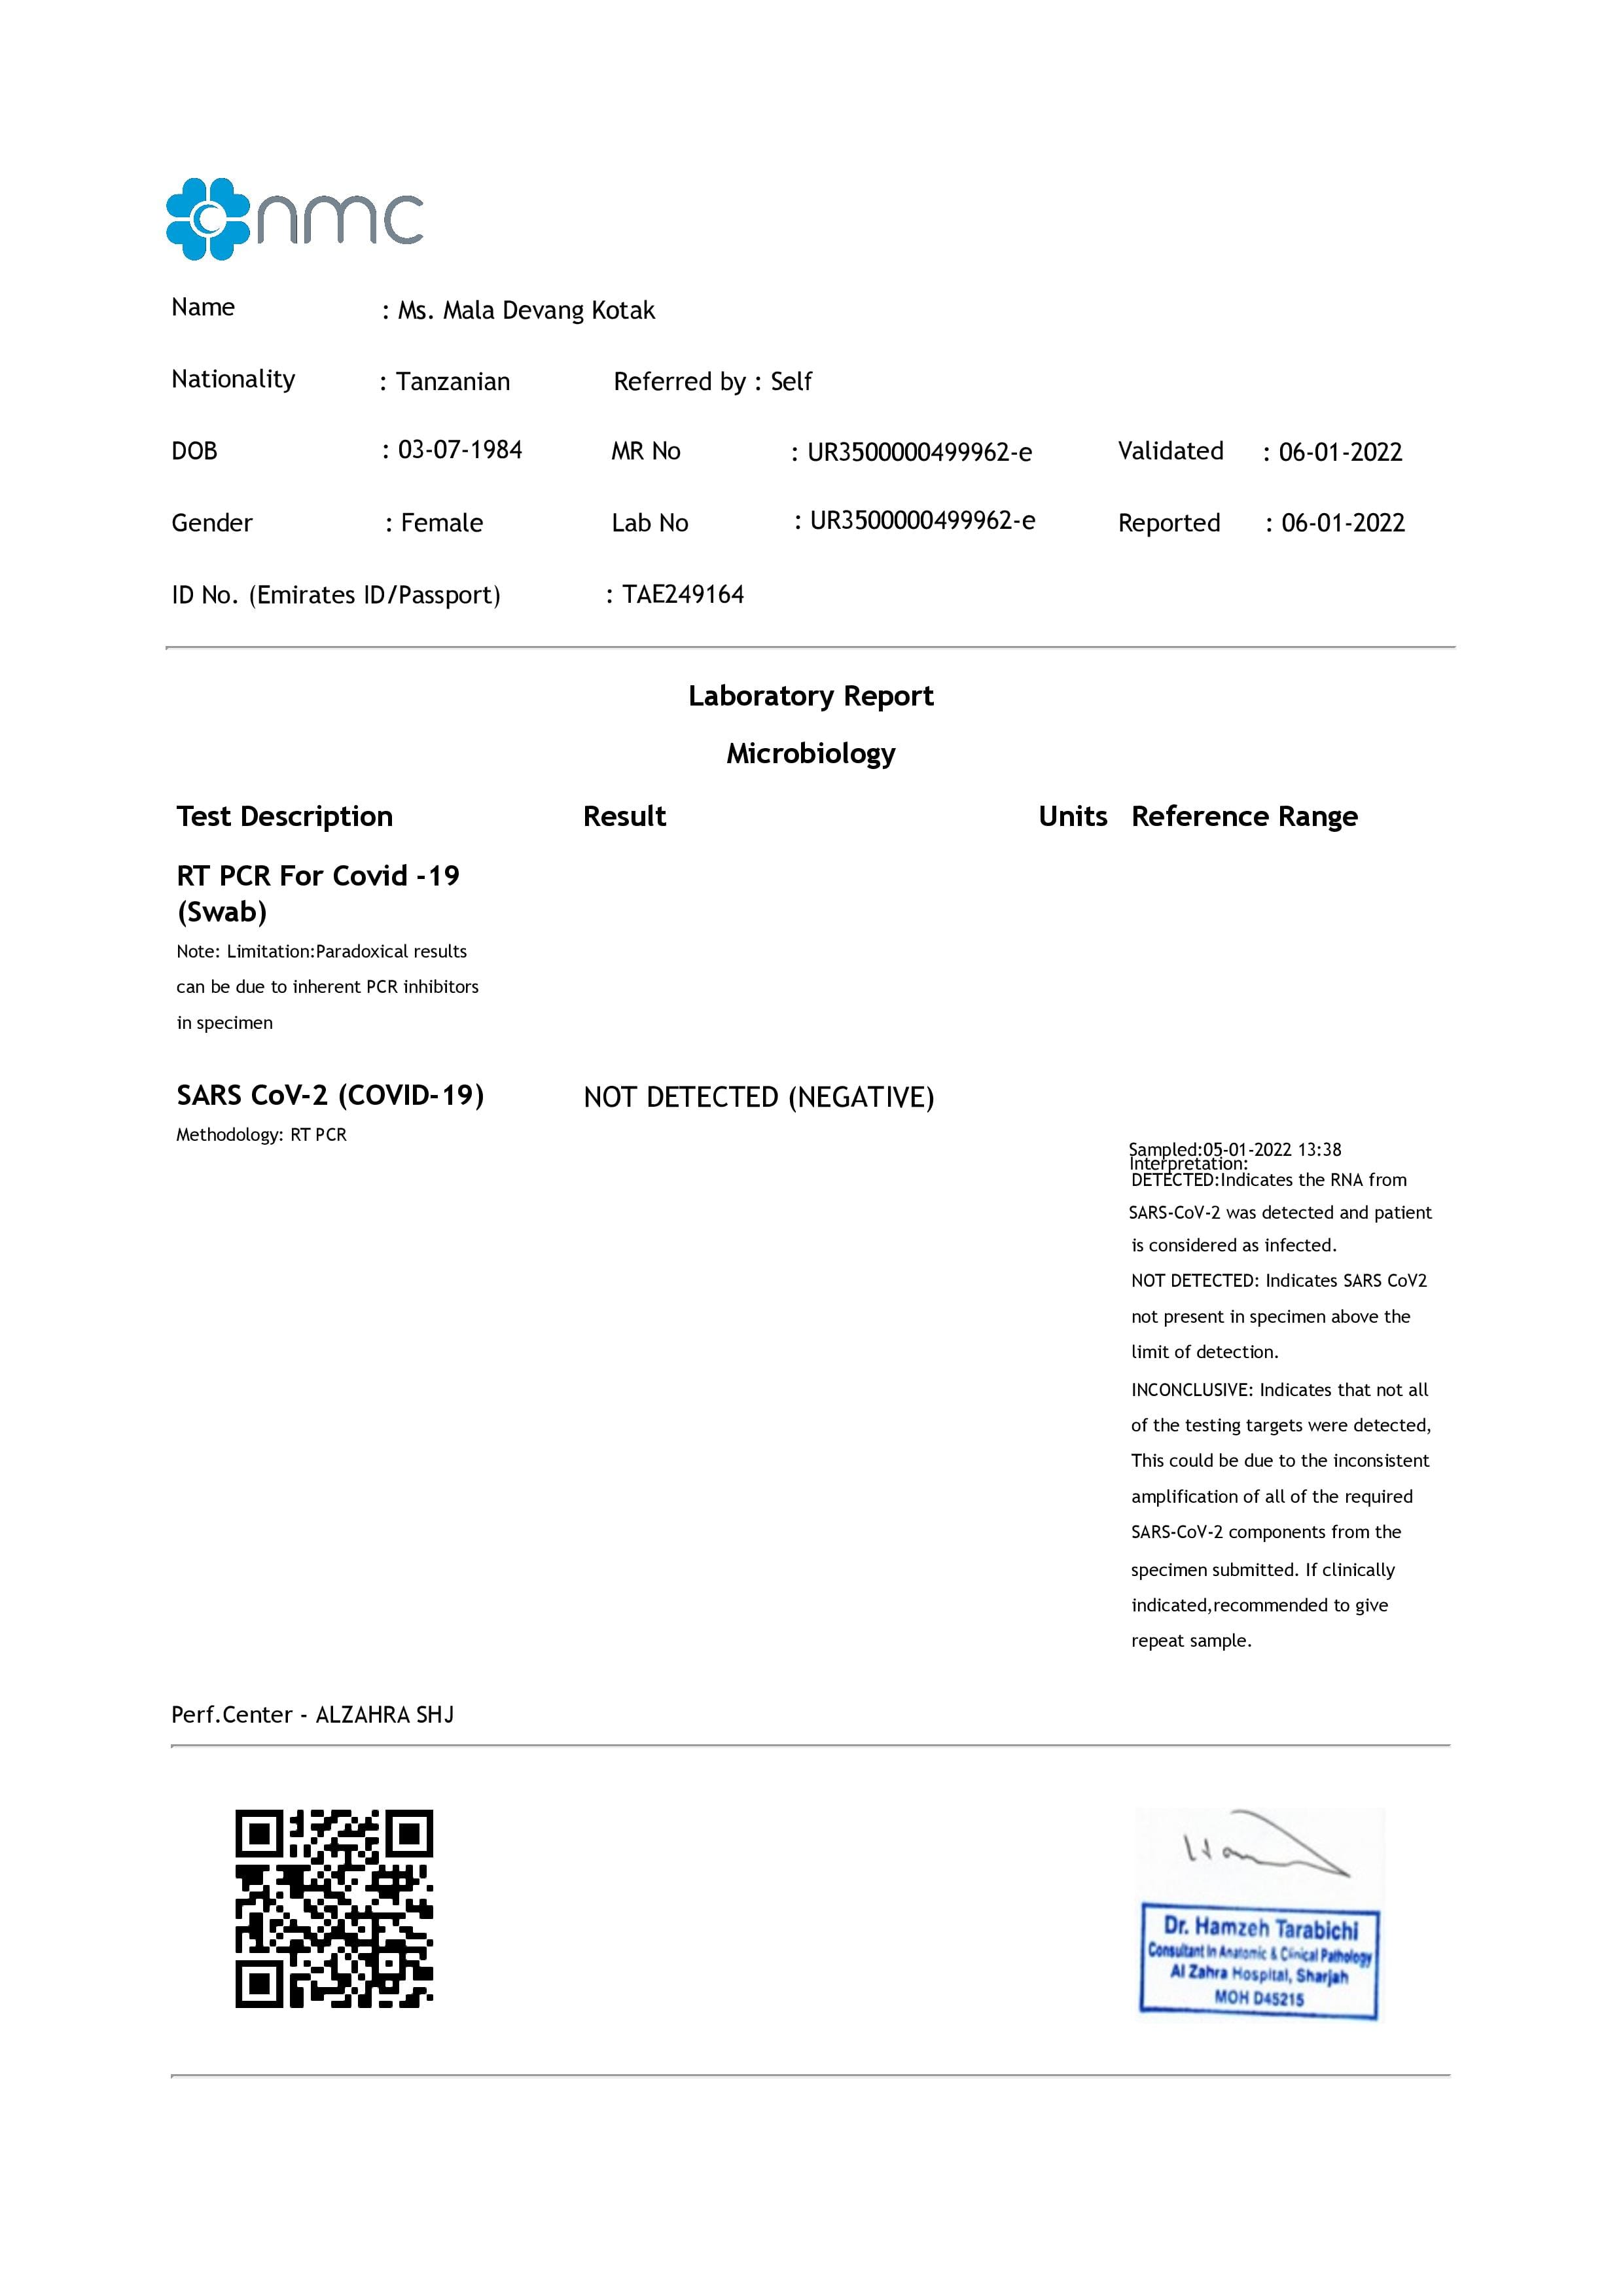 nmc
Name : Ms. Mala Devang Kotak
Nationality : Tanzanian Referred by : Self
DOB : 03-07-1984 MR No : UR3500000499962-e Validated : 06-01-2022
Gender : Female Lab No : UR3500000499962-e Reported : 06-01-2022
ID No. (Emirates ID/Passport) : TAE249164
Laboratory Report
Microbiology
Test Description Result Units Reference Range
RT PCR For Covid -19
(Swab)
Note: Limitation:Paradoxical results
can be due to inherent PCR inhibitors
in specimen
SARS CoV-2 (COVID-19) NOT DETECTED (NEGATIVE)
Methodology: RT PCR
Sampled:05-01-2022 13:38
Interpretation:
DETECTED:Indicates the RNA from
SARS-CoV-2 was detected and patient
is considered as infected.
NOT DETECTED: Indicates SARS CoV2
not present in specimen above the
limit of detection.
INCONCLUSIVE: Indicates that not all
of the testing targets were detected,
This could be due to the inconsistent
amplification of all of the required
SARS-CoV-2 components from the
specimen submitted. If clinically
indicated,recommended to give
repeat sample.
Perf.Center - ALZAHRA SHJ
Dr. Hamzeh Tarabichi
Consultant In Anatomic & Clinical Pathology
Al Zahra Hospital, Sharjah
MOH D45215